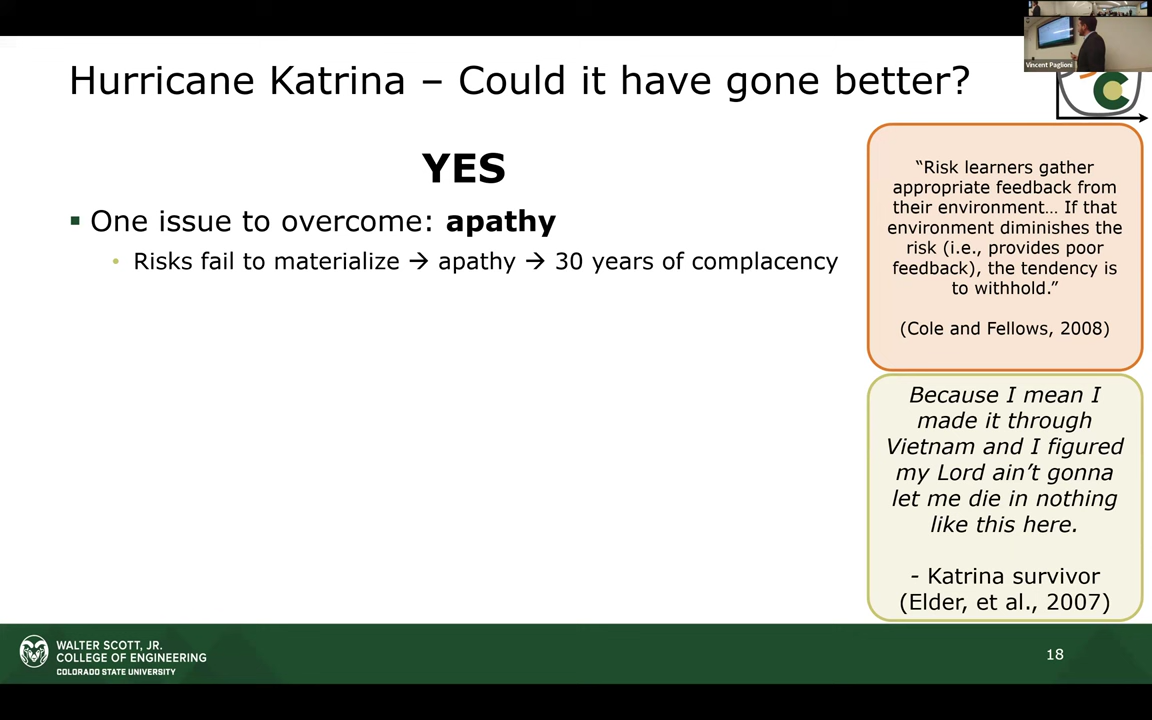 Vincent Paglioni
Hurricane Katrina – Could it have gone better?
YES
▪ One issue to overcome: apathy
• Risks fail to materialize → apathy → 30 years of complacency
“Risk learners gather
appropriate feedback from
their environment… If that
environment diminishes the
risk (i.e., provides poor
feedback), the tendency is
to withhold.”
(Cole and Fellows, 2008)
Because I mean I
made it through
Vietnam and I figured
my Lord ain’t gonna
let me die in nothing
like this here.
- Katrina survivor
(Elder, et al., 2007)
WALTER SCOTT, JR.
COLLEGE OF ENGINEERING
COLORADO STATE UNIVERSITY
18